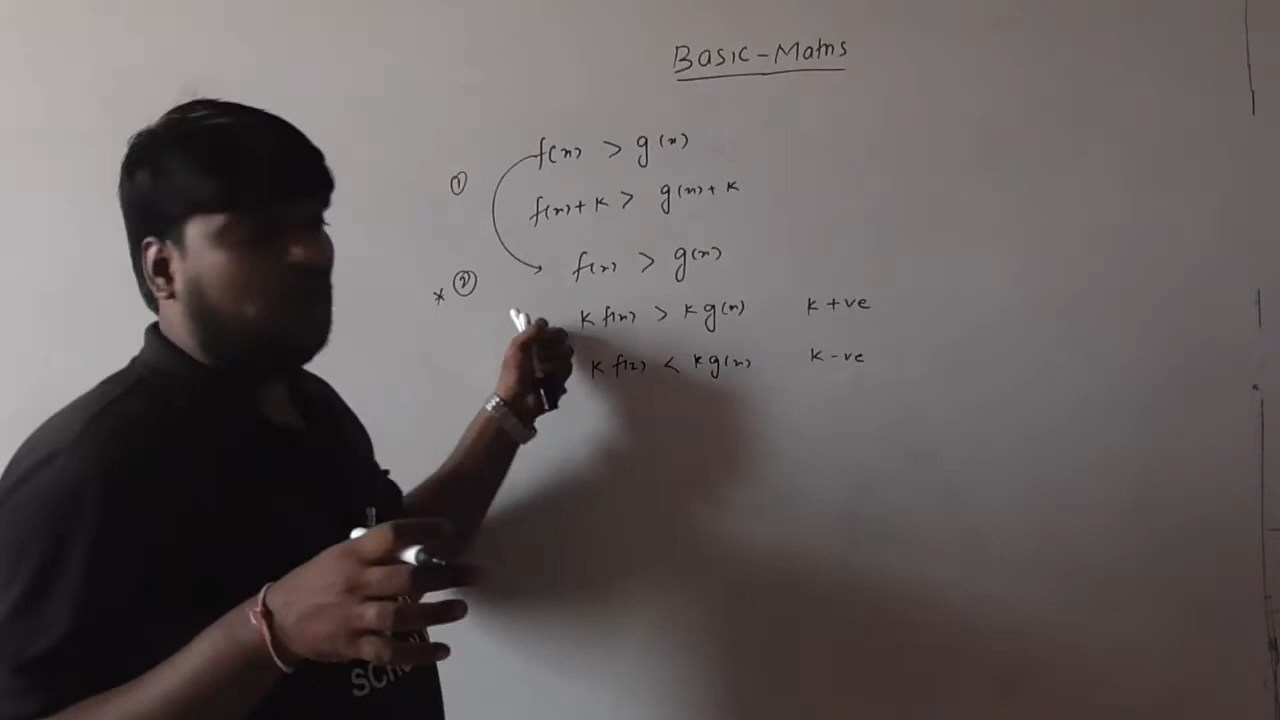 Basic-Maths
① f(x) > g(x)
f(x) + k > g(x) + k
* ② f(x) > g(x)
k f(x) > k g(x) k +ve
k f(x) < k g(x) k -ve